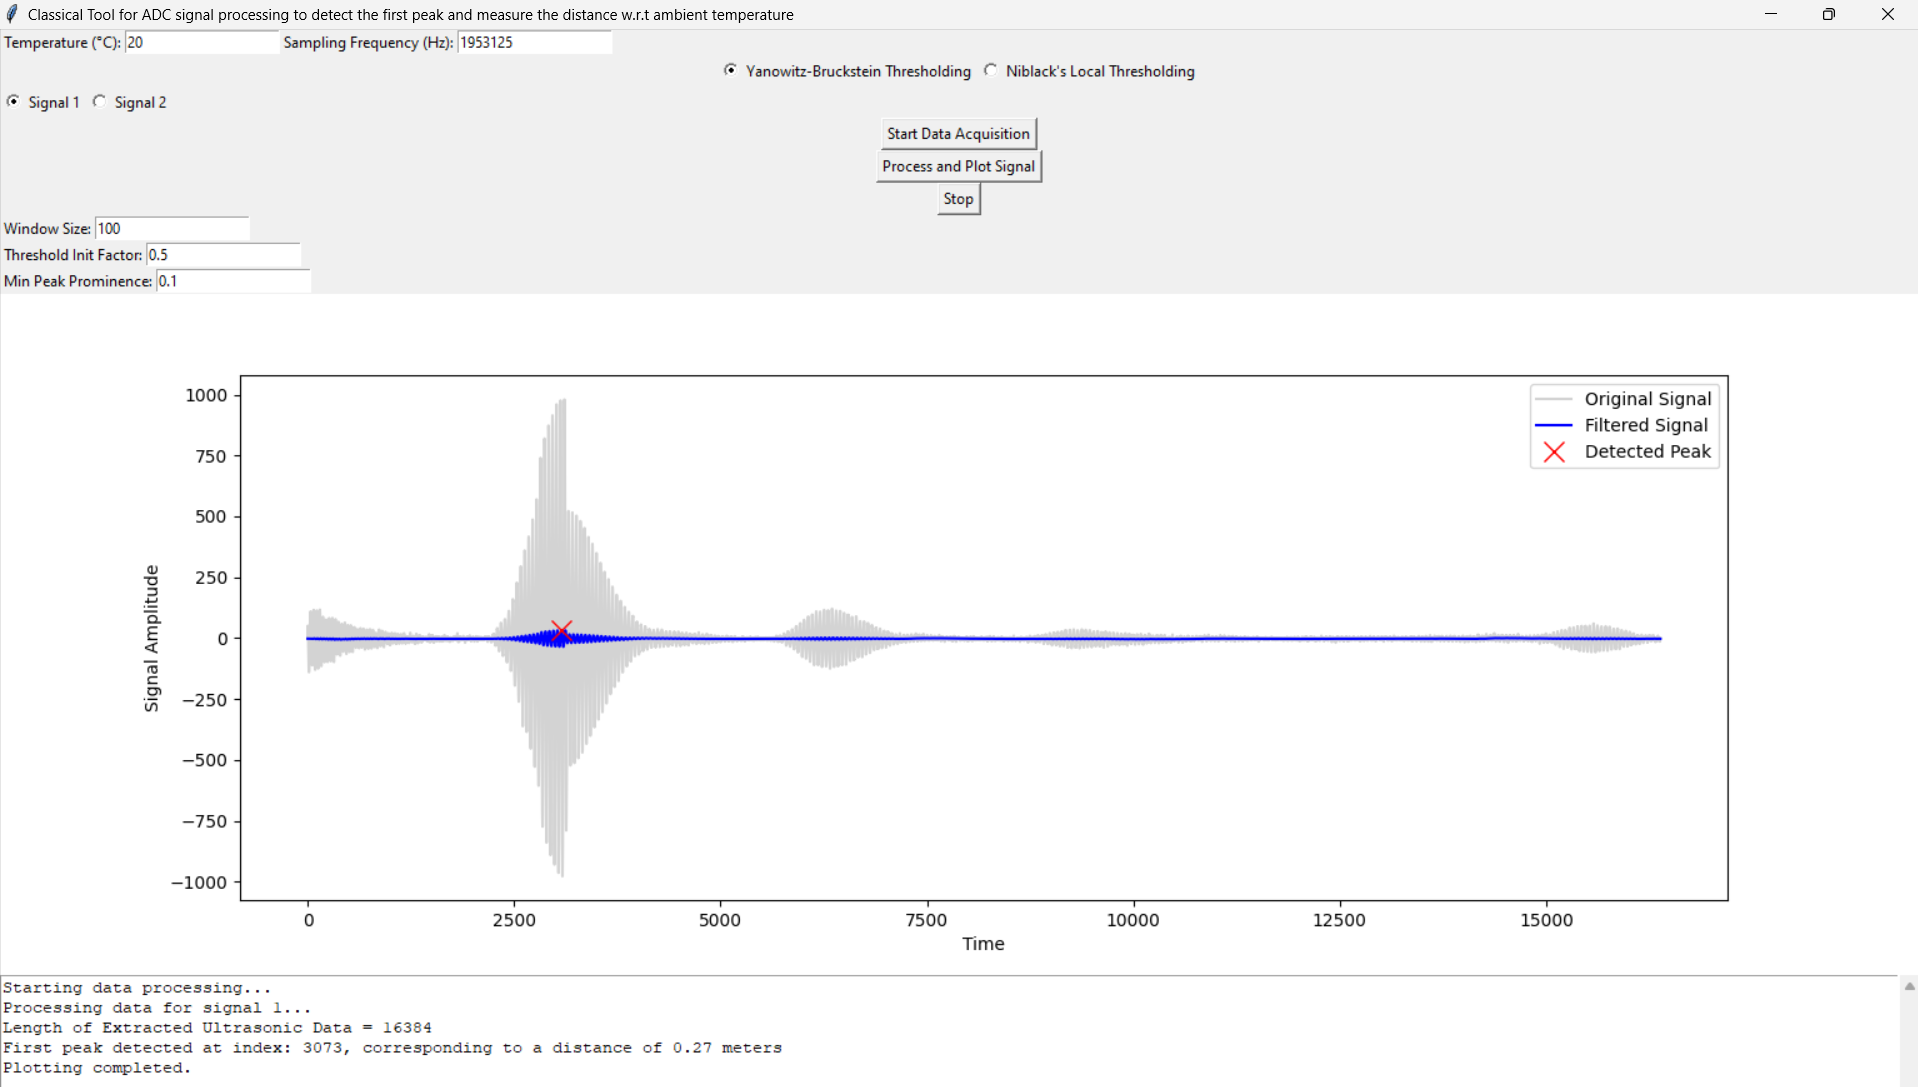 Classical Tool for ADC signal processing to detect the first peak and measure the distance w.r.t ambient temperature
Temperature (°C): 20 Sampling Frequency (Hz): 1953125
Yanowitz-Bruckstein Thresholding Niblack's Local Thresholding
Signal 1 Signal 2
Start Data Acquisition
Process and Plot Signal
Stop
Window Size: 100
Threshold Init Factor: 0.5
Min Peak Prominence: 0.1
Original Signal
Filtered Signal
Detected Peak
1000
750
500
250
0
−250
−500
−750
−1000
Signal Amplitude
0 2500 5000 7500 10000 12500 15000
Time
Starting data processing...
Processing data for signal 1...
Length of Extracted Ultrasonic Data = 16384
First peak detected at index: 3073, corresponding to a distance of 0.27 meters
Plotting completed.